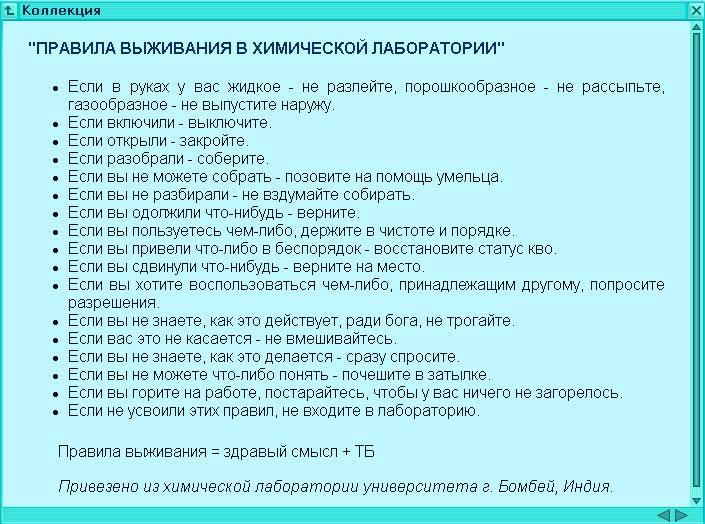 Коллекция
"ПРАВИЛА ВЫЖИВАНИЯ В ХИМИЧЕСКОЙ ЛАБОРАТОРИИ"
Если в руках у вас жидкое - не разлейте, порошкообразное - не рассыпьте,
газообразное - не выпустите наружу.
Если включили - выключите.
Если открыли - закройте.
Если разобрали - соберите.
Если вы не можете собрать - позовите на помощь умельца.
Если вы не разбирали - не вздумайте собирать.
Если вы одолжили что-нибудь - верните.
Если вы пользуетесь чем-либо, держите в чистоте и порядке.
Если вы привели что-либо в беспорядок - восстановите статус кво.
Если вы сдвинули что-нибудь - верните на место.
Если вы хотите воспользоваться чем-либо, принадлежащим другому, попросите
разрешения.
Если вы не знаете, как это действует, ради бога, не трогайте.
Если вас это не касается - не вмешивайтесь.
Если вы не знаете, как это делается - сразу спросите.
Если вы не можете что-либо понять - почешите в затылке.
Если вы горите на работе, постарайтесь, чтобы у вас ничего не загорелось.
Если не усвоили этих правил, не входите в лабораторию.
Правила выживания = здравый смысл + ТБ
Привезено из химической лаборатории университета г. Бомбей, Индия.